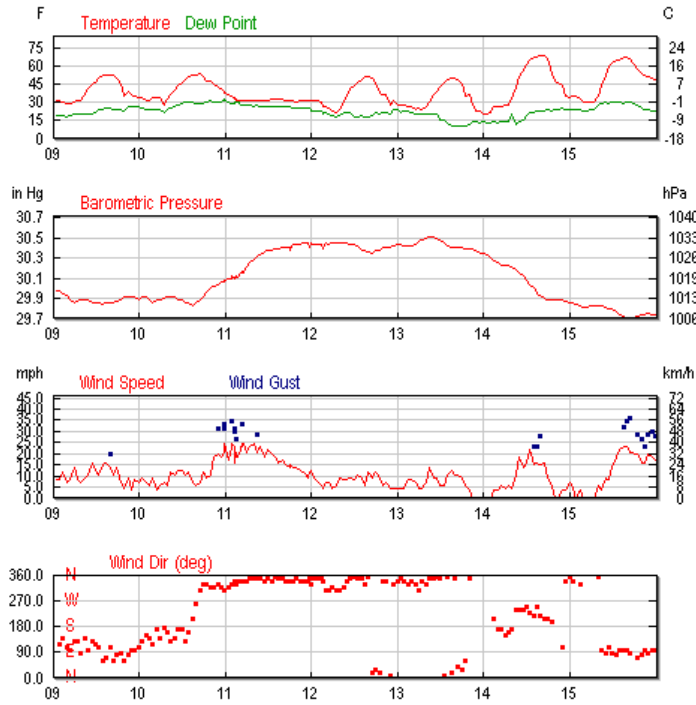 F Temperature Dew Point C
75 24
60 16
45 7
30 -1
15 -9
0 -18
09 10 11 12 13 14 15
in Hg Barometric Pressure hPa
30.7 1040
30.5 1033
30.3 1026
30.1 1019
29.9 1013
29.7 1006
09 10 11 12 13 14 15
mph Wind Speed Wind Gust km/h
45.0 72
40.0 64
35.0 56
30.0 48
25.0 40
20.0 32
15.0 24
10.0 16
5.0 8
0.0 0
09 10 11 12 13 14 15
Wind Dir (deg)
360.0 N
270.0 W
180.0 S
90.0 E
0.0 N
09 10 11 12 13 14 15